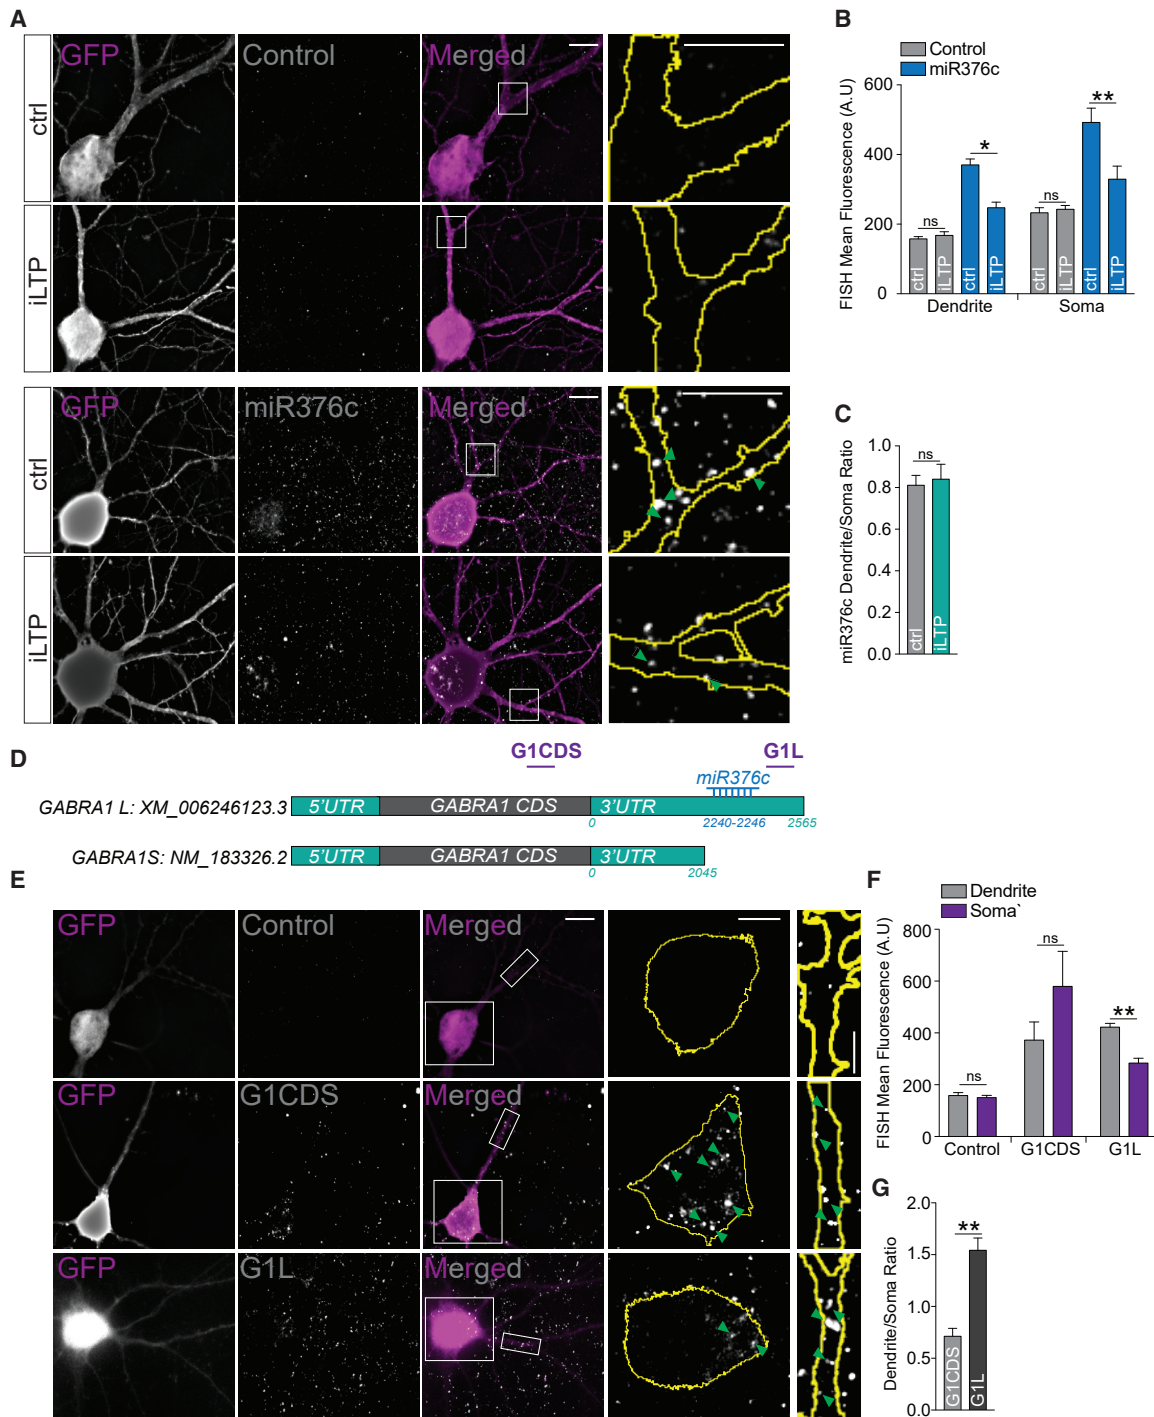 A
GFP
Control
Merged
ctrl
iLTP
GFP
miR376c
Merged
ctrl
iLTP
B
Control
miR376c
FISH Mean Fluorescence (A.U)
600
400
200
0
ns
*
ns
**
ctrl
iLTP
ctrl
iLTP
ctrl
iLTP
ctrl
iLTP
Dendrite
Soma
C
miR376c Dendrite/Soma Ratio
1.0
0.8
0.6
0.4
0.2
0.0
ns
ctrl
iLTP
D
G1CDS
G1L
miR376c
GABRA1 L: XM_006246123.3
5'UTR
GABRA1 CDS
3'UTR
0
2240-2246
2565
GABRA1S: NM_183326.2
5'UTR
GABRA1 CDS
3'UTR
0
2045
E
GFP
Control
Merged
GFP
G1CDS
Merged
GFP
G1L
Merged
F
Dendrite
Soma`
FISH Mean Fluorescence (A.U)
800
600
400
200
0
ns
ns
**
Control
G1CDS
G1L
G
Dendrite/Soma Ratio
2.0
1.5
1.0
0.5
0.0
**
G1CDS
G1L